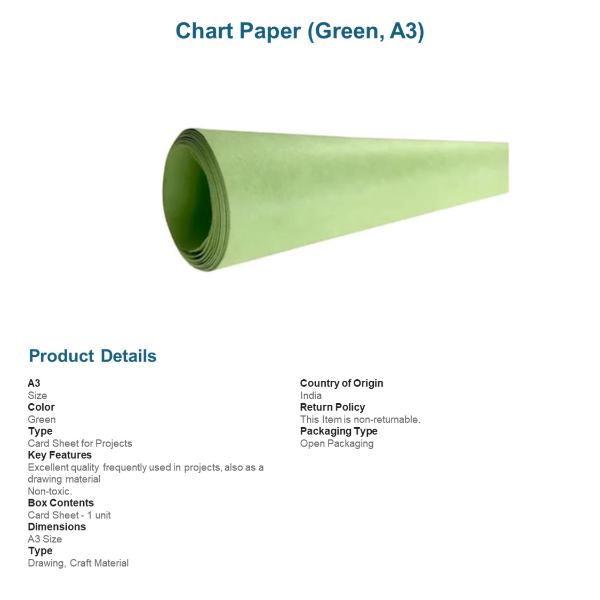 Chart Paper (Green, A3)
Product Details
A3
Size
Color
Green
Type
Card Sheet for Projects
Key Features
Excellent quality frequently used in projects, also as a
drawing material
Non-toxic.
Box Contents
Card Sheet - 1 unit
Dimensions
A3 Size
Type
Drawing, Craft Material
Country of Origin
India
Return Policy
This Item is non-returnable.
Packaging Type
Open Packaging